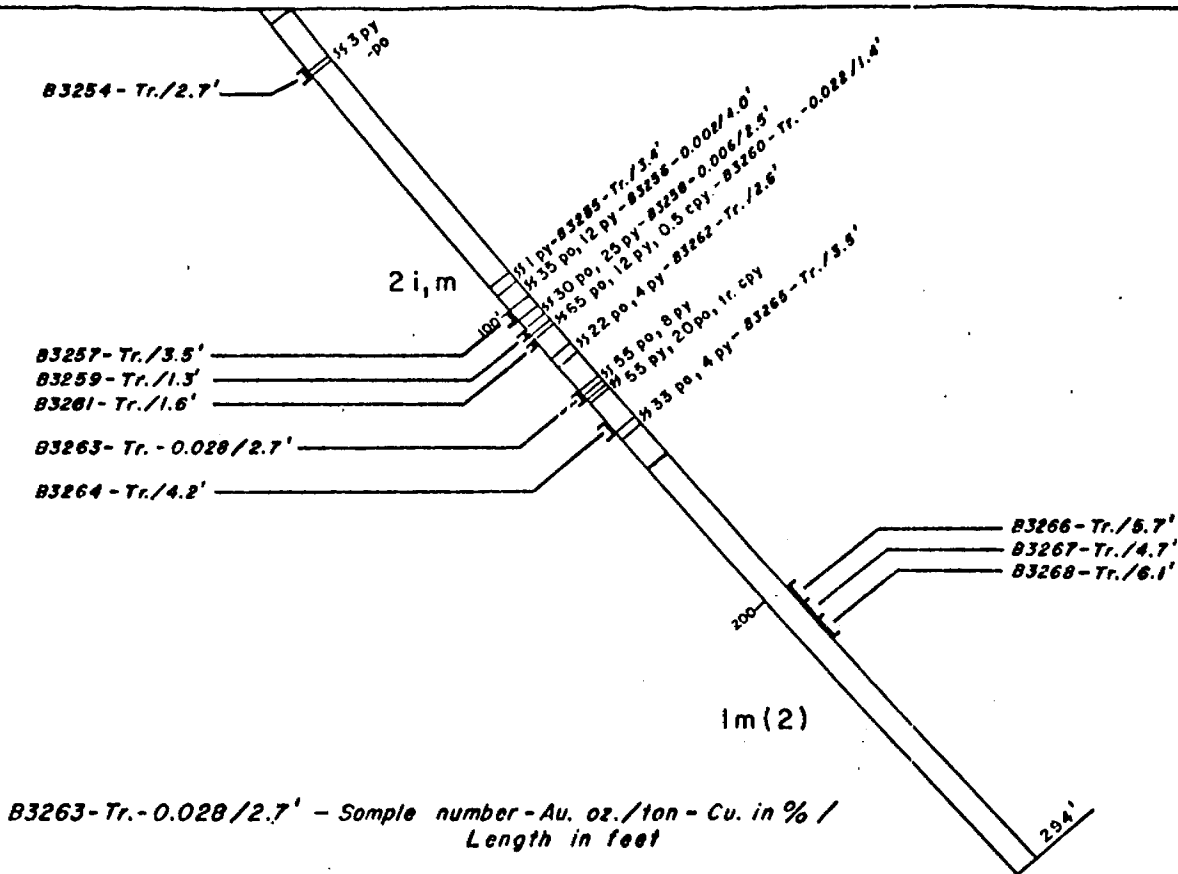 SS 3 py
-po
B3254 - Tr./2.7'
SS 1 py - B3255 - Tr./3.4'
SS 35 po, 12 py - B3256 - 0.002/4.0'
SS 30 po, 25 py - B3258 - 0.006/2.5'
SS 65 po, 12 py, 0.5 cpy. - B3260 - Tr. - 0.022/1.4'
SS 22 po, 4 py - B3262 - Tr./2.6'
SS 55 po, 8 py
SS 55 py, 20 po, tr. cpy
SS 33 po, 4 py - B3265 - Tr./3.5'
2 i, m
100'
B3257 - Tr./3.5'
B3259 - Tr./1.3'
B3261 - Tr./1.6'
B3263 - Tr. - 0.028/2.7'
B3264 - Tr./4.2'
B3266 - Tr./5.7'
B3267 - Tr./4.7'
B3268 - Tr./6.1'
200
1m (2)
294'
B3263 - Tr. - 0.028/2.7' - Sample number - Au. oz./ton - Cu. in % /
Length in feet